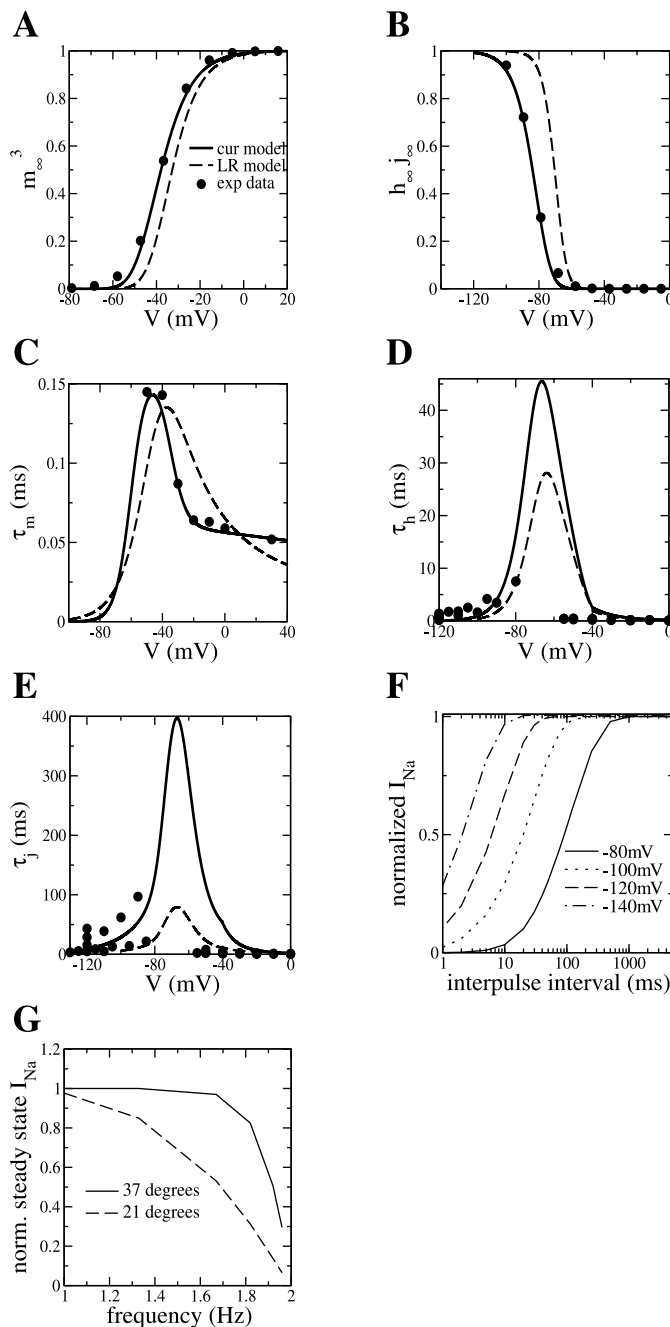 A
1
0.8
0.6
0.4
0.2
0
m∞³
cur model
LR model
exp data
-80 -60 -40 -20 0 20
V (mV)
B
1
0.8
0.6
0.4
0.2
0
h∞j∞
-120 -80 -40 0
V (mV)
C
0.15
0.1
0.05
0
τm (ms)
-80 -40 0 40
V (mV)
D
40
30
20
10
0
τh (ms)
-120 -80 -40 0
V (mV)
E
400
300
200
100
0
τj (ms)
-120 -80 -40 0
V (mV)
F
1
0.5
0
normalized INa
-80mV
-100mV
-120mV
-140mV
1 10 100 1000
interpulse interval (ms)
G
1.2
1
0.8
0.6
0.4
0.2
0
norm. steady state INa
37 degrees
21 degrees
1 1.2 1.4 1.6 1.8 2
frequency (Hz)